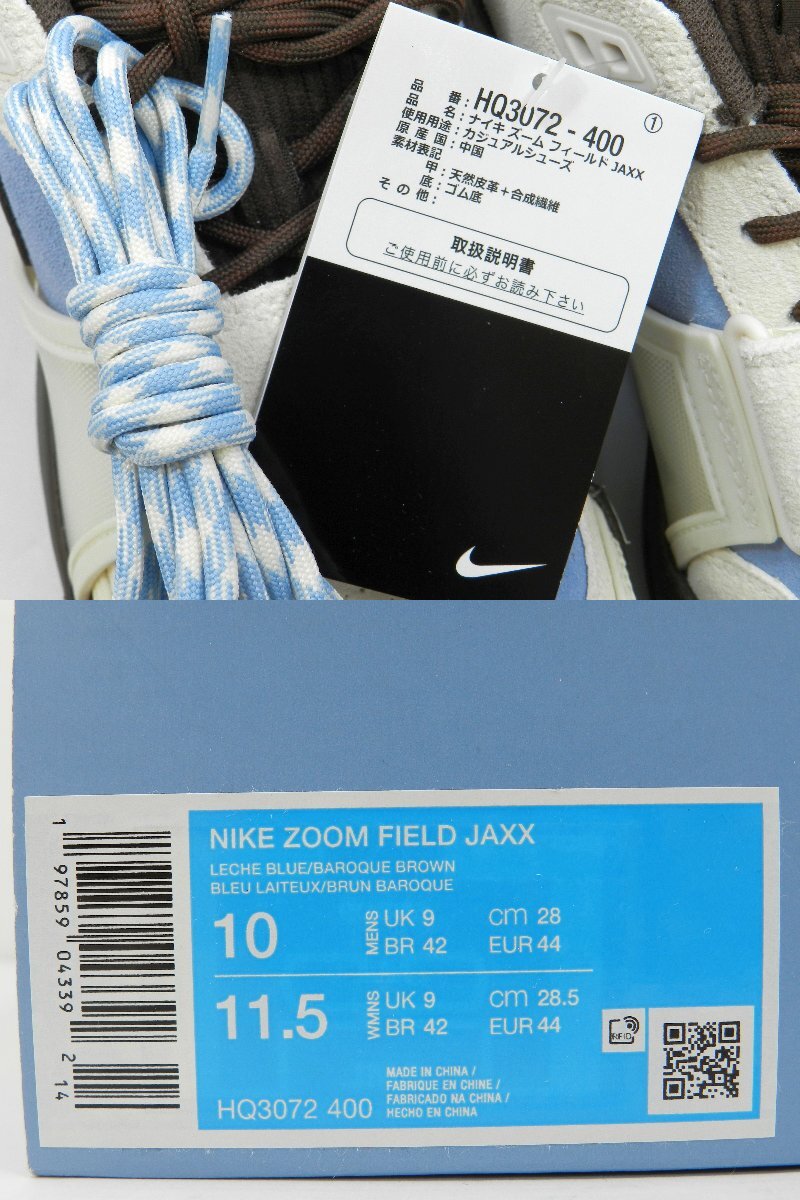 ①
品番：HQ3072 - 400
品名：ナイキ ズーム フィールド JAXX
使用用途：カジュアルシューズ
原産国：中国
素材表記
甲：天然皮革＋合成繊維
底：ゴム底
その他：
取扱説明書
ご使用前に必ずお読み下さい
NIKE ZOOM FIELD JAXX
LECHE BLUE/BAROQUE BROWN
BLEU LAITEUX/BRUN BAROQUE
10 MENS UK 9 cm 28
BR 42 EUR 44
11.5 WMNS UK 9 cm 28.5
BR 42 EUR 44
RFID
MADE IN CHINA /
FABRIQUE EN CHINE /
FABRICADO NA CHINA /
HECHO EN CHINA
HQ3072 400
1 97859 04339 2 14